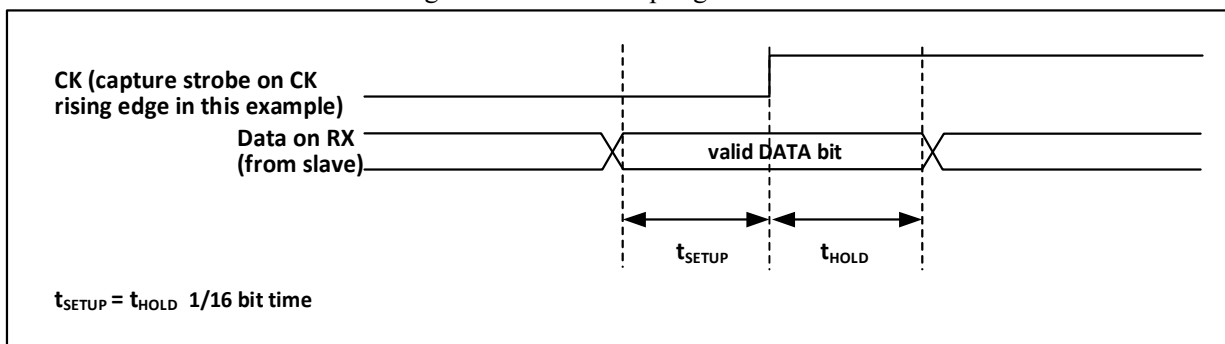 CK (capture strobe on CK
rising edge in this example)
Data on RX
(from slave)
valid DATA bit
tSETUP
tHOLD
tSETUP = tHOLD 1/16 bit time